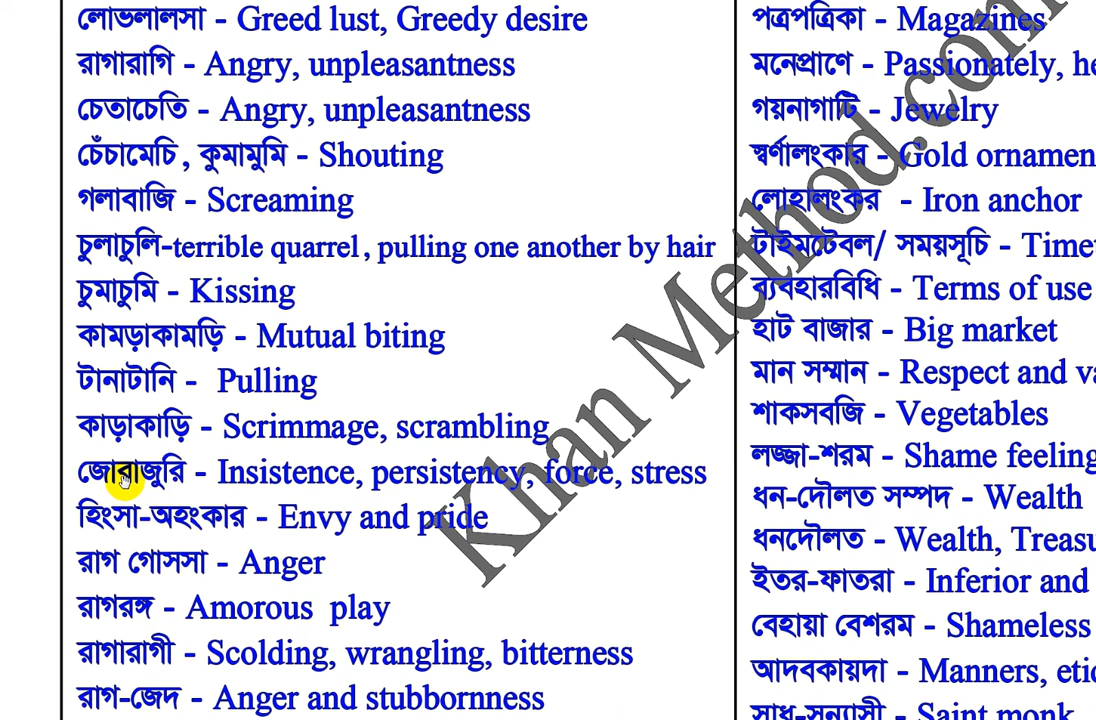 লোভলালসা - Greed lust, Greedy desire
রাগারাগি - Angry, unpleasantness
চেতাচেতি - Angry, unpleasantness
চেঁচামেচি , কুমামুমি - Shouting
গলাবাজি - Screaming
চুলাচুলি-terrible quarrel , pulling one another by hair
চুমাচুমি - Kissing
কামড়াকামড়ি - Mutual biting
টানাটানি - Pulling
কাড়াকাড়ি - Scrimmage, scrambling
জোরাজুরি - Insistence, persistency, force, stress
হিংসা-অহংকার - Envy and pride
রাগ গোসসা - Anger
রাগরঙ্গ - Amorous play
রাগারাগী - Scolding, wrangling, bitterness
রাগ-জেদ - Anger and stubbornness
পত্রপত্রিকা - Magazines
মনেপ্রাণে - Passionately,
গয়নাগাটি - Jewelry
স্বর্ণালংকার - Gold
লোহালংকর - Iron anchor
টাইমটেবল/ সময়সূচি -
ব্যবহারবিধি - Terms of use
হাট বাজার - Big market
মান সম্মান - Respect and
শাকসবজি - Vegetables
লজ্জা-শরম - Shame feeling
ধন-দৌলত সম্পদ - Wealth
ধনদৌলত - Wealth,
ইতর-ফাতরা - Inferior and
বেহায়া বেশরম - Shameless
আদবকায়দা - Manners,
সাধু-সন্ন্যাসী - Saint monk
Khan Method.com